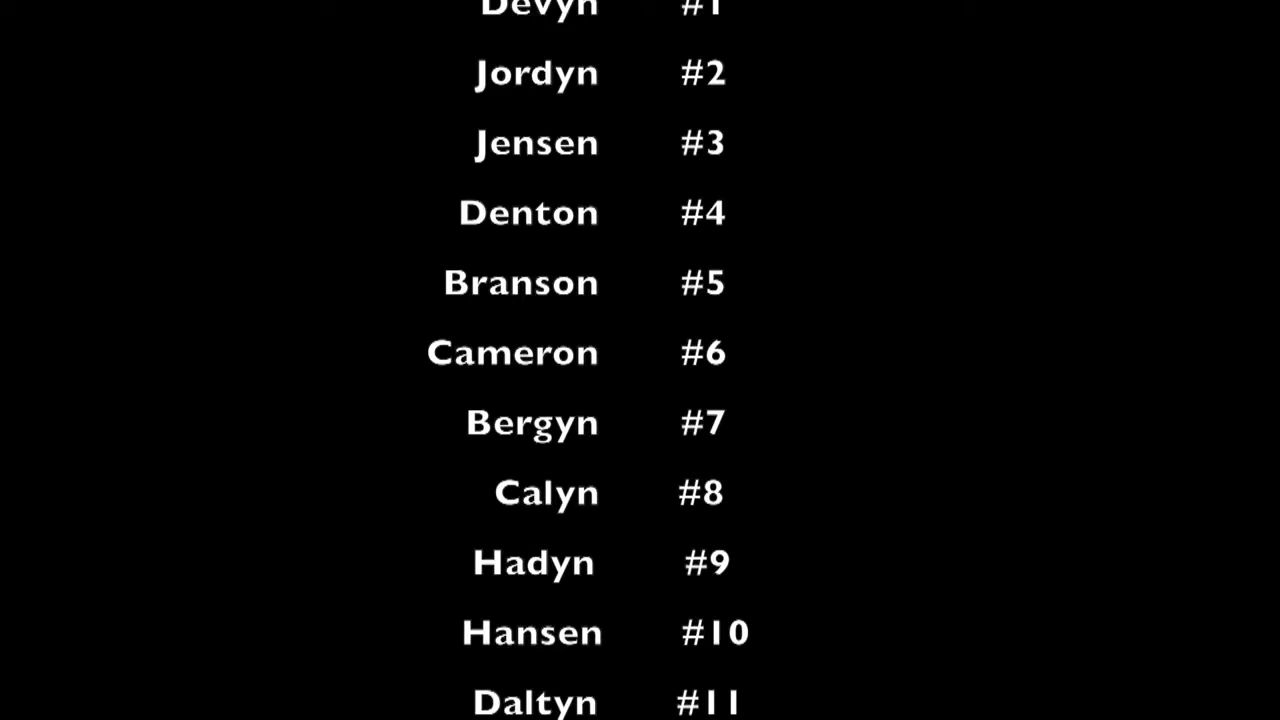 Devyn #1
Jordyn #2
Jensen #3
Denton #4
Branson #5
Cameron #6
Bergyn #7
Calyn #8
Hadyn #9
Hansen #10
Daltyn #11